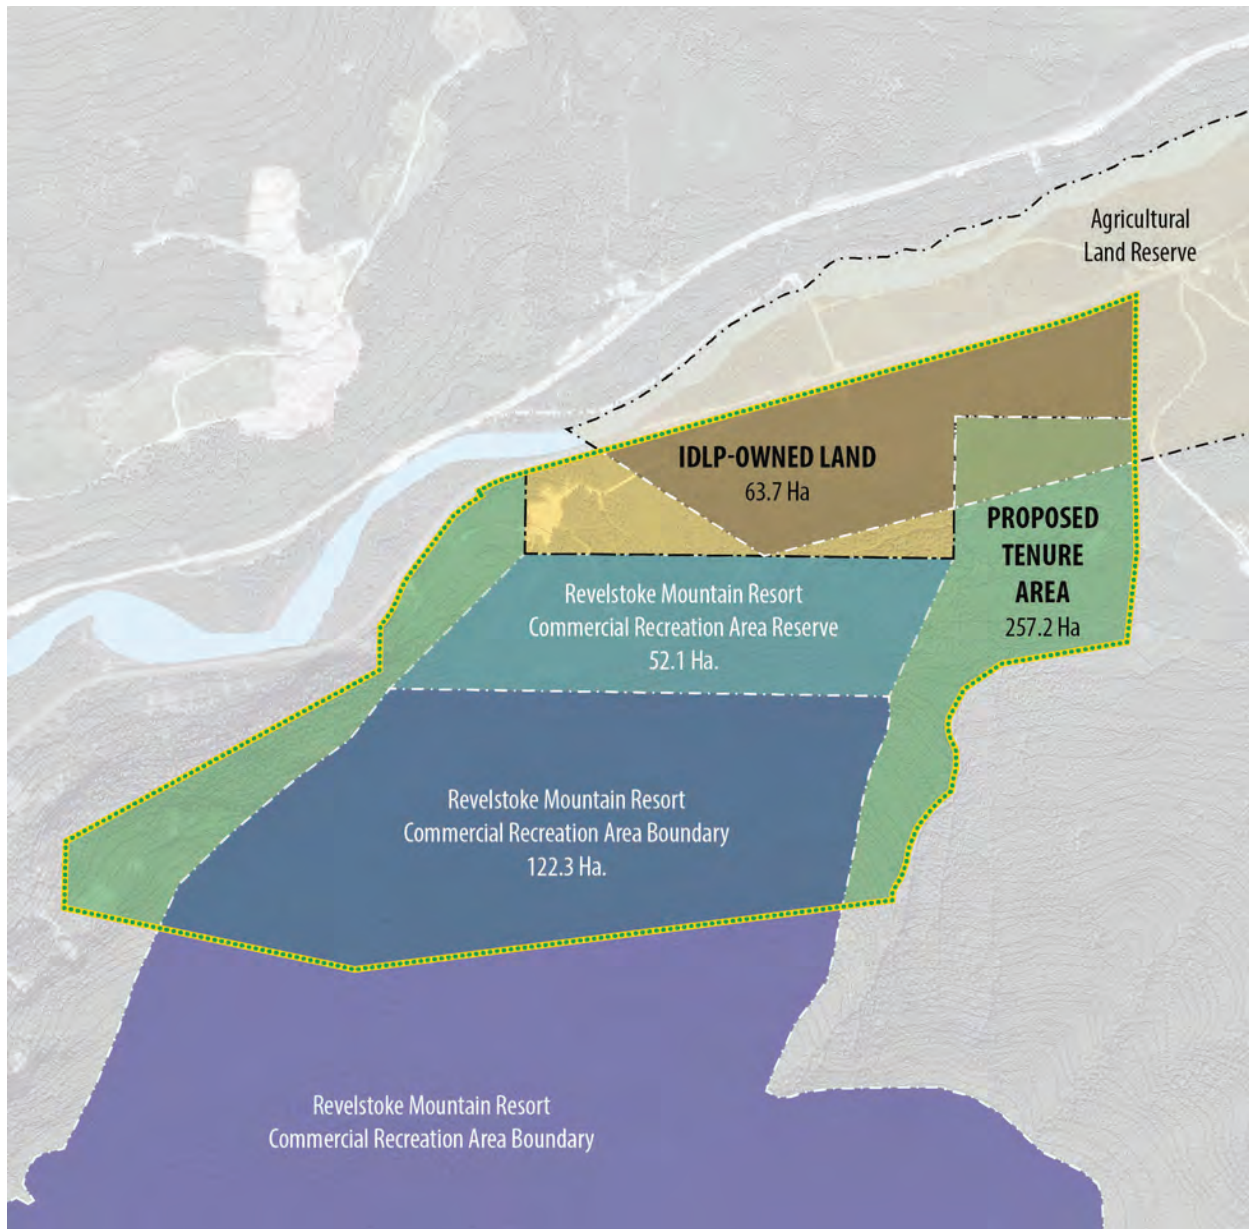 Agricultural
Land Reserve
IDLP-OWNED LAND
63.7 Ha
PROPOSED
TENURE
AREA
257.2 Ha
Revelstoke Mountain Resort
Commercial Recreation Area Reserve
52.1 Ha.
Revelstoke Mountain Resort
Commercial Recreation Area Boundary
122.3 Ha.
Revelstoke Mountain Resort
Commercial Recreation Area Boundary